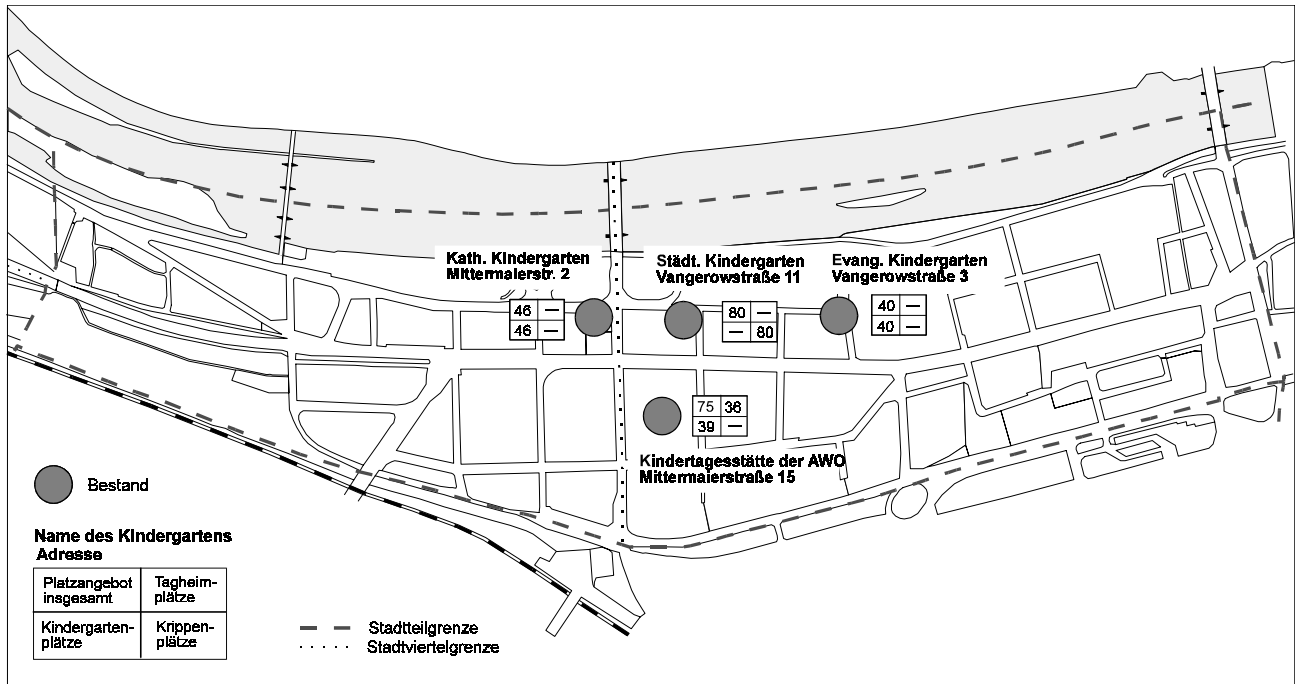 Kath. Kindergarten
Mittermaierstr. 2
46 —
46 —
Städt. Kindergarten
Vangerowstraße 11
80 —
— 80
Evang. Kindergarten
Vangerowstraße 3
40 —
40 —
75 36
39 —
Kindertagesstätte der AWO
Mittermaierstraße 15
Bestand
Name des Kindergartens
Adresse
Platzangebot insgesamt
Tagheim-
plätze
Kindergarten-
plätze
Krippen-
plätze
Stadtteilgrenze
Stadtviertelgrenze